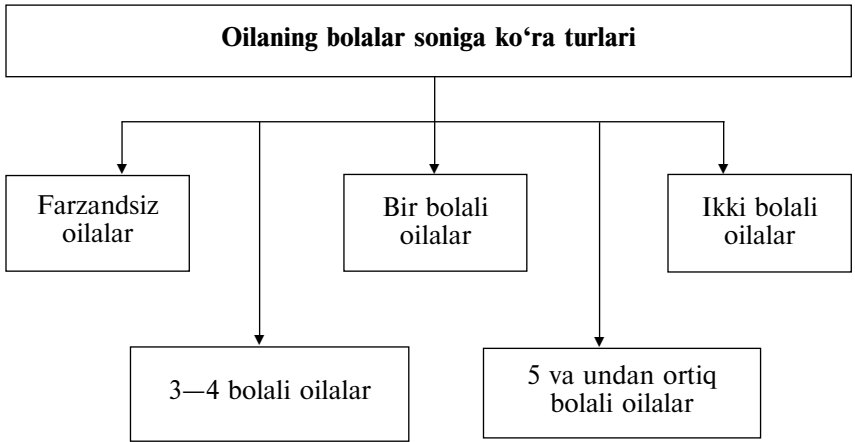 Oilaning bolalar soniga ko‘ra turlari
Farzandsiz
oilalar
Bir bolali
oilalar
Ikki bolali
oilalar
3—4 bolali oilalar
5 va undan ortiq
bolali oilalar